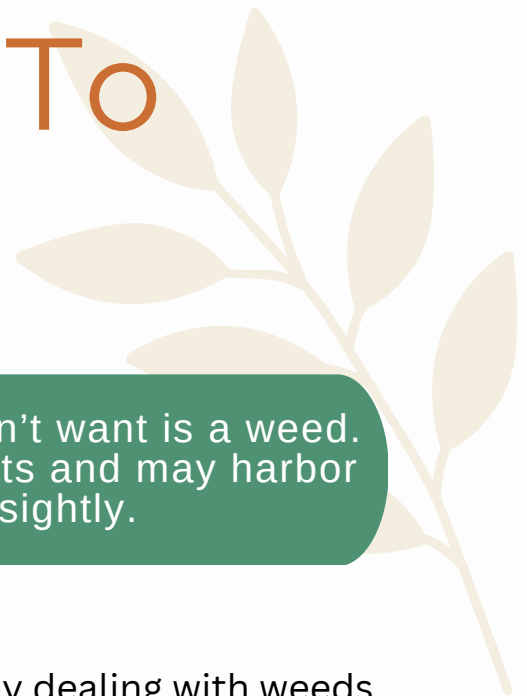 To
n’t want is a weed.
ts and may harbor
sightly.
y dealing with weeds